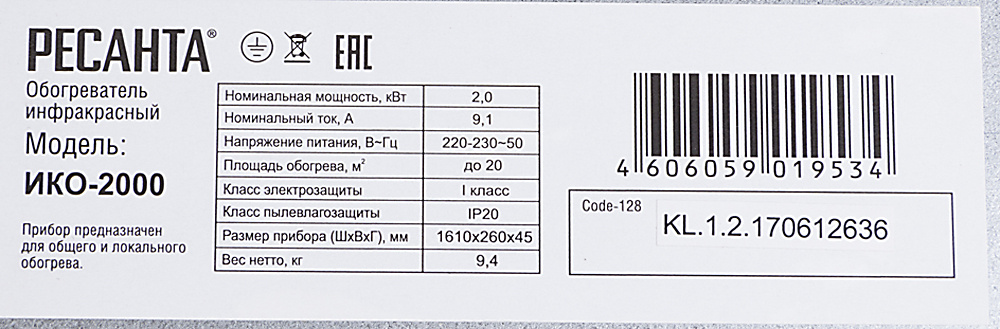 РЕСАНТА®
EAC
Обогреватель
инфракрасный
Модель:
ИКО-2000
Прибор предназначен
для общего и локального
обогрева.
Номинальная мощность, кВт 2,0
Номинальный ток, А 9,1
Напряжение питания, В~Гц 220-230~50
Площадь обогрева, м² до 20
Класс электрозащиты I класс
Класс пылевлагозащиты IP20
Размер прибора (ШхВхГ), мм 1610х260х45
Вес нетто, кг 9,4
4 606059 019534
Code-128
KL.1.2.170612636